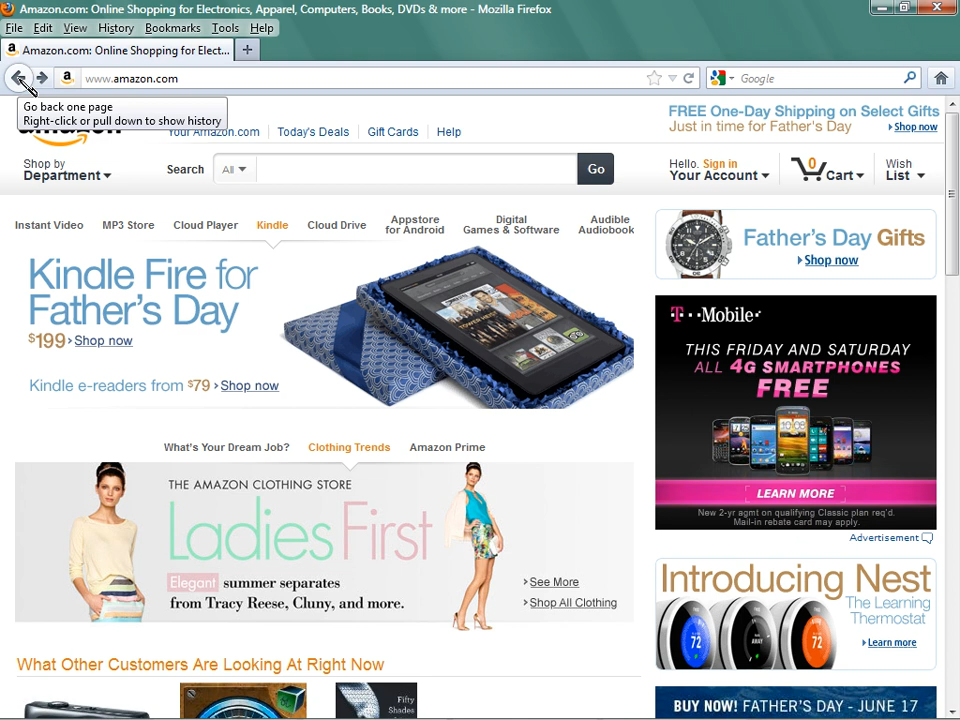 Amazon.com: Online Shopping for Electronics, Apparel, Computers, Books, DVDs & more - Mozilla Firefox
File Edit View History Bookmarks Tools Help
Amazon.com: Online Shopping for Elect...
www.amazon.com
Google
Go back one page
Right-click or pull down to show history
Your Amazon.com Today's Deals Gift Cards Help
FREE One-Day Shipping on Select Gifts
Just in time for Father's Day Shop now
Shop by
Department
Search All Go
Hello. Sign in
Your Account
0
Cart
Wish
List
Instant Video MP3 Store Cloud Player Kindle Cloud Drive Appstore for Android Digital Games & Software Audible Audiobook
Kindle Fire for
Father's Day
$199 Shop now
Kindle e-readers from $79 Shop now
Father's Day Gifts
Shop now
T··Mobile·
THIS FRIDAY AND SATURDAY
ALL 4G SMARTPHONES
FREE
LEARN MORE
New 2-yr agmt on qualifying Classic plan req'd.
Mail-in rebate card may apply.
Advertisement
What's Your Dream Job? Clothing Trends Amazon Prime
THE AMAZON CLOTHING STORE
Ladies First
Elegant summer separates
from Tracy Reese, Cluny, and more.
See More
Shop All Clothing
Introducing Nest
The Learning
Thermostat
Learn more
72
AWAY
72
What Other Customers Are Looking At Right Now
Fifty
Shades
BUY NOW! FATHER'S DAY - JUNE 17